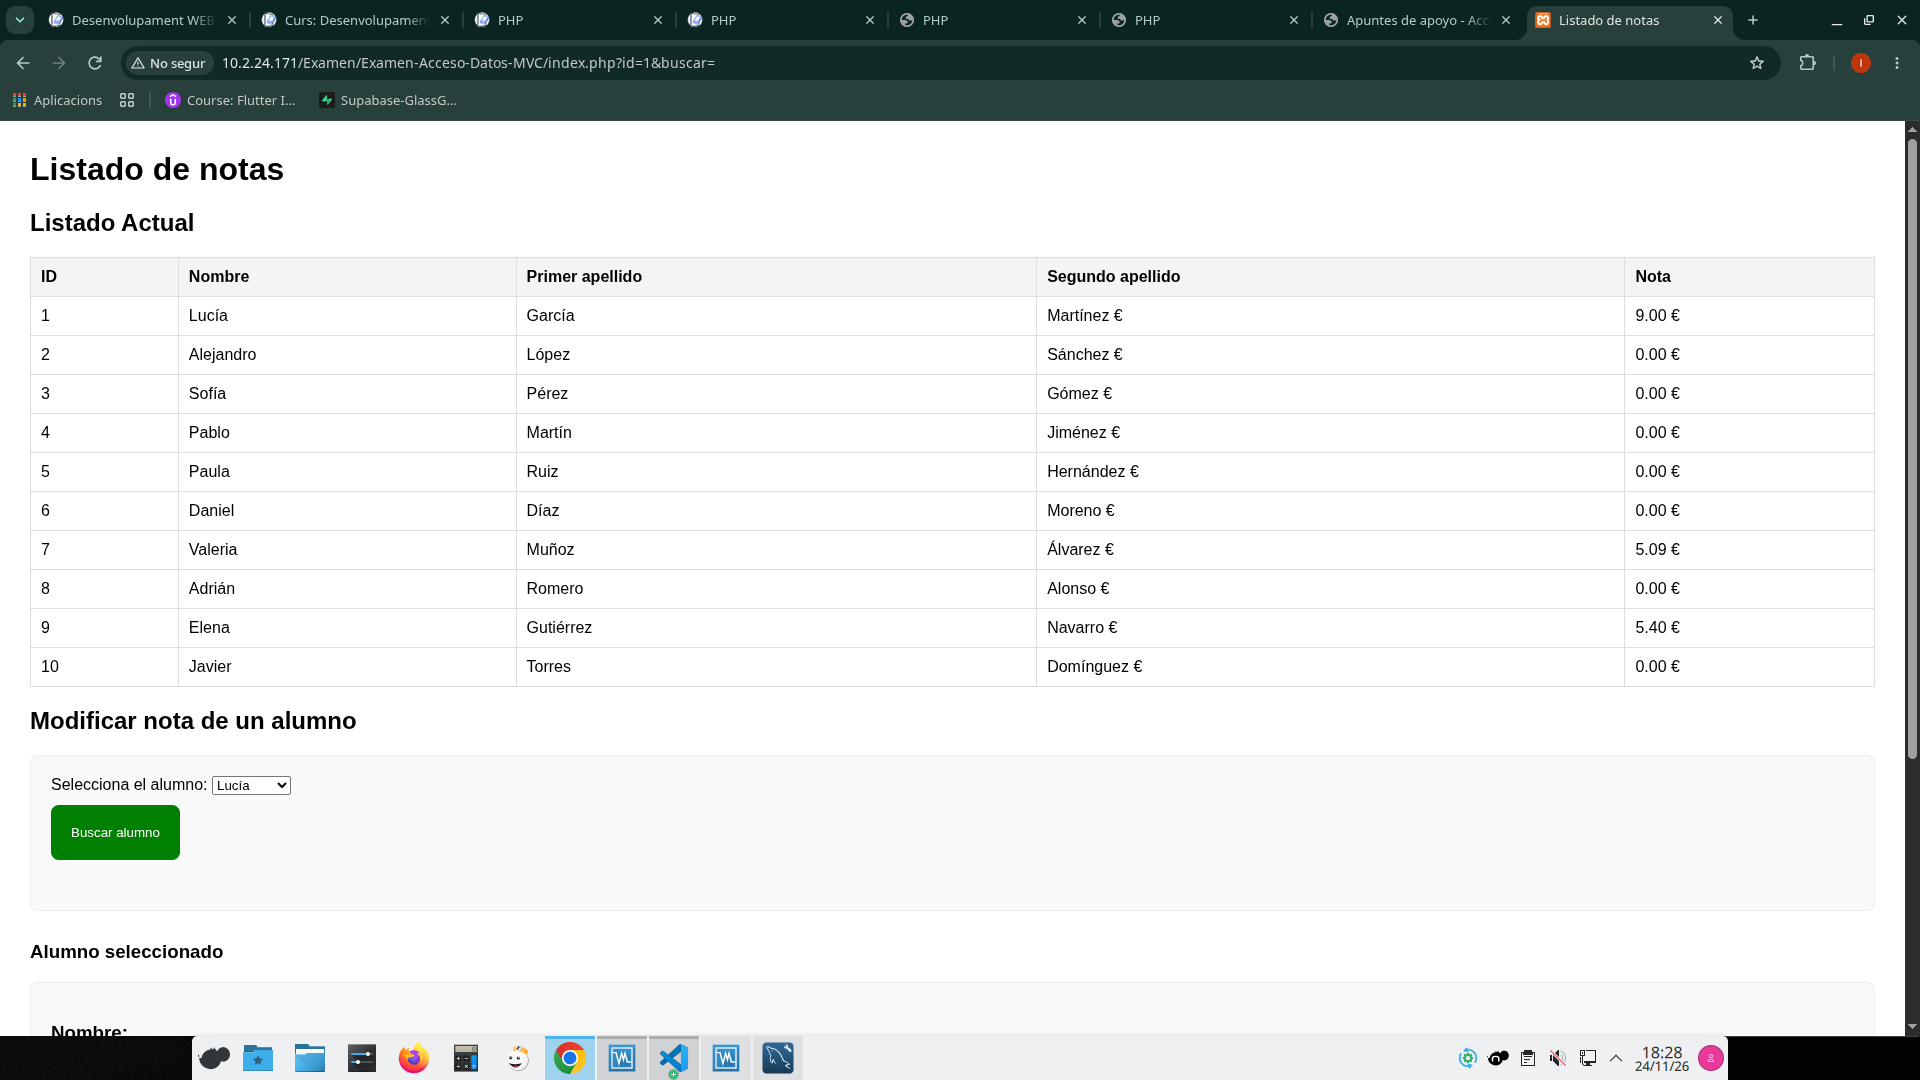 Desenvolupament WEB
Curs: Desenvolupament
PHP
PHP
PHP
PHP
Apuntes de apoyo - Acc
Listado de notas
No segur
10.2.24.171/Examen/Examen-Acceso-Datos-MVC/index.php?id=1&buscar=
I
Aplicacions
Course: Flutter I...
Supabase-GlassG...
Listado de notas
Listado Actual
ID Nombre Primer apellido Segundo apellido Nota
1 Lucía García Martínez € 9.00 €
2 Alejandro López Sánchez € 0.00 €
3 Sofía Pérez Gómez € 0.00 €
4 Pablo Martín Jiménez € 0.00 €
5 Paula Ruiz Hernández € 0.00 €
6 Daniel Díaz Moreno € 0.00 €
7 Valeria Muñoz Álvarez € 5.09 €
8 Adrián Romero Alonso € 0.00 €
9 Elena Gutiérrez Navarro € 5.40 €
10 Javier Torres Domínguez € 0.00 €
Modificar nota de un alumno
Selecciona el alumno: Lucía
Buscar alumno
Alumno seleccionado
Nombre:
18:28
24/11/26